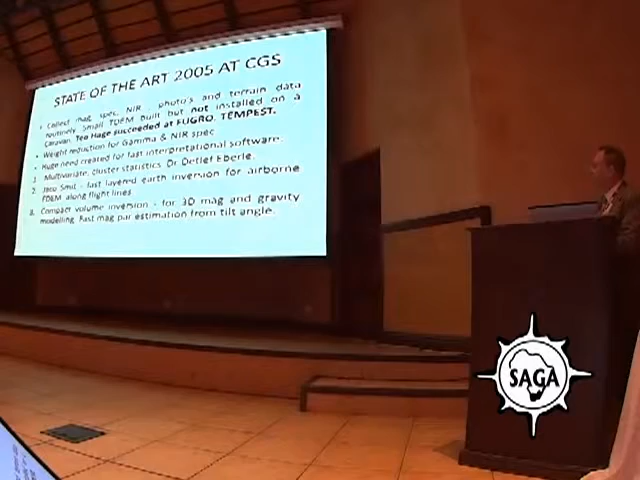 STATE OF THE ART 2005 AT CGS
Collect mag, spec, NIR, photo's and terrain data
routinely. Small TDEM built but not installed on a
Caravan. Teo Hage succeeded at FUGRO. TEMPEST.
Weight reduction for Gamma & NIR spec
Huge need created for fast interpretational software.
1. Multivariate, cluster statistics. Dr Detlef Eberle.
2. Jaco Smit - fast layered earth inversion for airborne
FDEM along flight lines
3. Compact volume inversion - for 3D mag and gravity
modelling. Fast mag par estimation from tilt angle.
SAGA